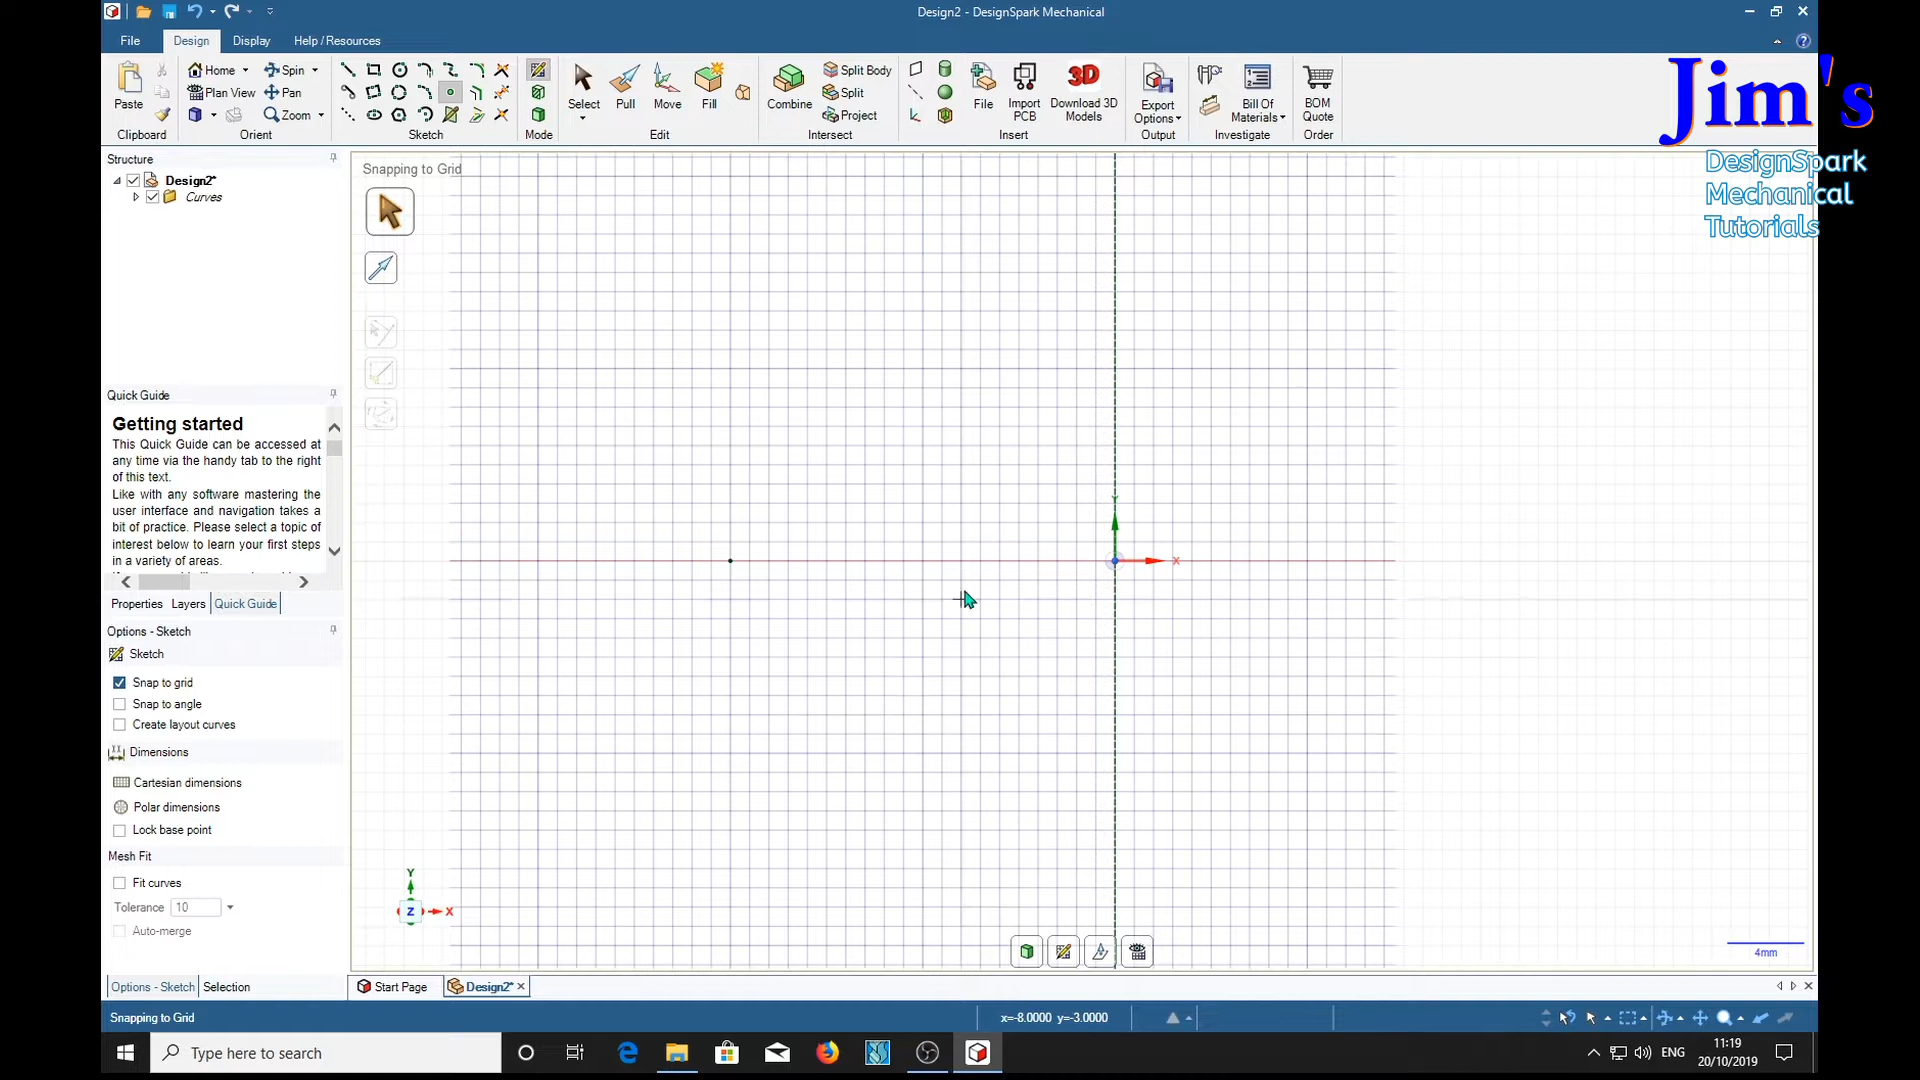 Design2 - DesignSpark Mechanical
File Design Display Help / Resources
Paste
Clipboard
Home Spin
Plan View Pan
Zoom
Orient
Sketch
Mode
Select Pull Move Fill
Edit
Combine
Split Body
Split
Project
Intersect
File
Import PCB
3D
Download 3D Models
Insert
Export Options
Output
Bill Of Materials
Investigate
BOM Quote
Order
Jim's
DesignSpark
Mechanical
Tutorials
Structure
Design2*
Curves
Snapping to Grid
Quick Guide
Getting started
This Quick Guide can be accessed at
any time via the handy tab to the right
of this text.
Like with any software mastering the
user interface and navigation takes a
bit of practice. Please select a topic of
interest below to learn your first steps
in a variety of areas.
Properties Layers Quick Guide
Options - Sketch
Sketch
Snap to grid
Snap to angle
Create layout curves
Dimensions
Cartesian dimensions
Polar dimensions
Lock base point
Mesh Fit
Fit curves
Tolerance 10
Auto-merge
Y
X
Y
Z X
4mm
Options - Sketch Selection
Start Page Design2*
Snapping to Grid
x=-8.0000 y=-3.0000
Type here to search
ENG
11:19
20/10/2019